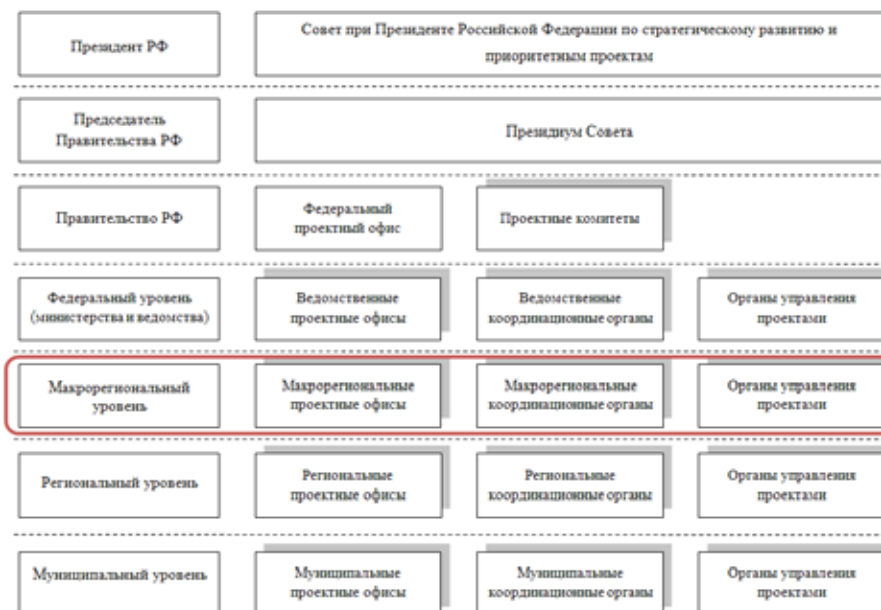 Президент РФ
Совет при Президенте Российской Федерации по стратегическому развитию и
приоритетным проектам
Председатель
Правительства РФ
Президиум Совета
Правительство РФ
Федеральный
проектный офис
Проектные комитеты
Федеральный уровень
(министерства и ведомства)
Ведомственные
проектные офисы
Ведомственные
координационные органы
Органы управления
проектами
Макрорегиональный
уровень
Макрорегиональные
проектные офисы
Макрорегиональные
координационные органы
Органы управления
проектами
Региональный уровень
Региональные
проектные офисы
Региональные
координационные органы
Органы управления
проектами
Муниципальный уровень
Муниципальные
проектные офисы
Муниципальные
координационные органы
Органы управления
проектами